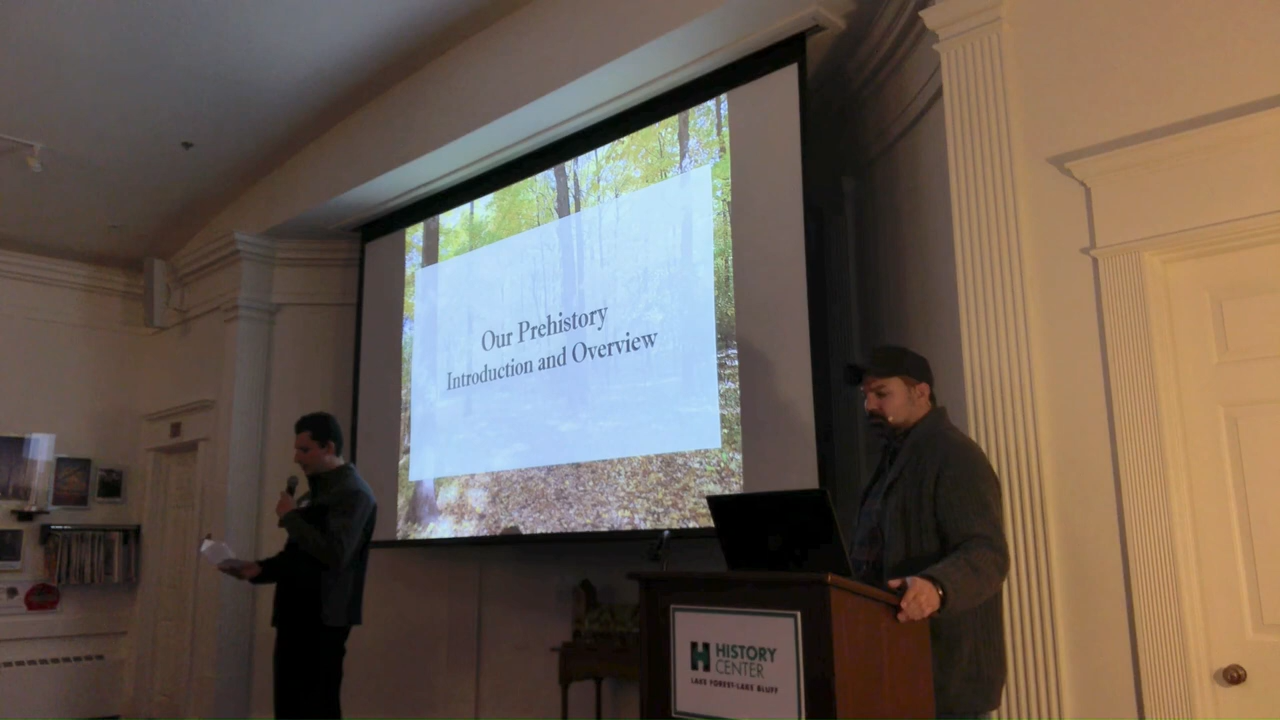 Our Prehistory
Introduction and Overview
H HISTORY
CENTER
LAKE FOREST-LAKE BLUFF